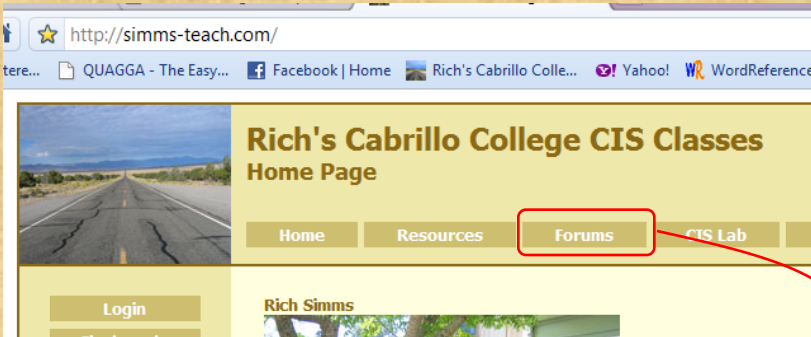 http://simms-teach.com/
tere... QUAGGA - The Easy... Facebook | Home Rich's Cabrillo Colle... Yahoo! WordReference
Rich's Cabrillo College CIS Classes
Home Page
Home Resources Forums CIS Lab
Login
Rich Simms